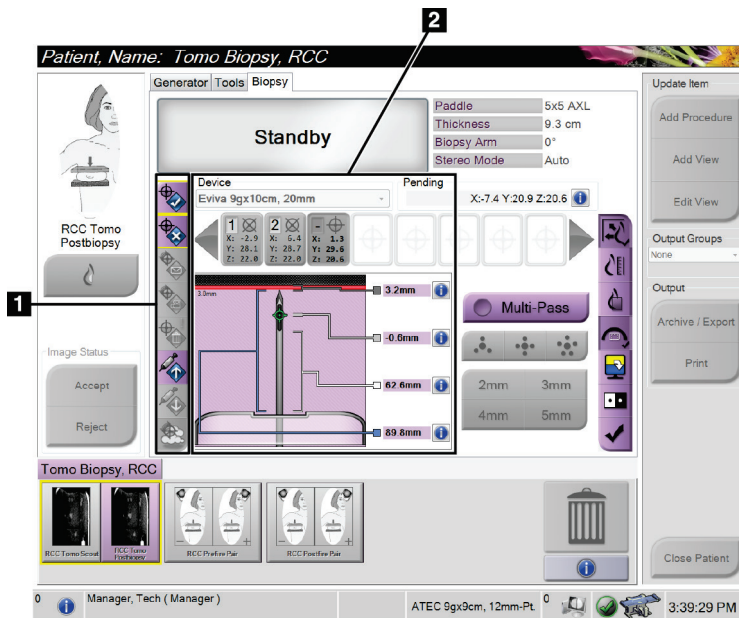 2
Patient, Name: Tomo Biopsy, RCC
1
RCC Tomo
Postbiopsy
Image Status
Accept
Reject
Generator Tools Biopsy
Standby
Paddle 5x5 AXL
Thickness 9.3 cm
Biopsy Arm 0°
Stereo Mode Auto
Device
Eviva 9gx10cm, 20mm
Pending
X:-7.4 Y:20.9 Z:20.6
1
X: -2.9
Y: 28.1
Z: 22.0
2
X: 6.4
Y: 28.7
Z: 22.0
-
X: 1.3
Y: 29.6
Z: 20.6
3.0mm
3.2mm
-0.6mm
62.6mm
89.8mm
Multi-Pass
2mm 3mm
4mm 5mm
Update Item
Add Procedure
Add View
Edit View
Output Groups
None
Output
Archive / Export
Print
Close Patient
Tomo Biopsy, RCC
RCC Tomo Scout
RCC Tomo
Postbiopsy
RCC Prefire Pair
RCC Postfire Pair
0 Manager, Tech ( Manager )
ATEC 9gx9cm, 12mm-Pt. 0
3:39:29 PM